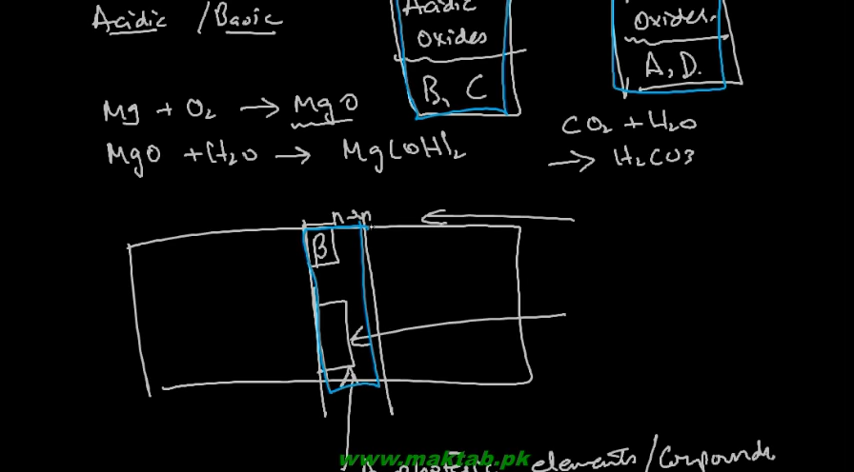 Acidic / Basic
Acidic
Oxides
B, C
Oxides.
A, D.
Mg + O₂ → MgO
MgO + H₂O → Mg(OH)₂
CO₂ + H₂O
→ H₂CO₃
B
elements/Compounds
www.maktab.pk